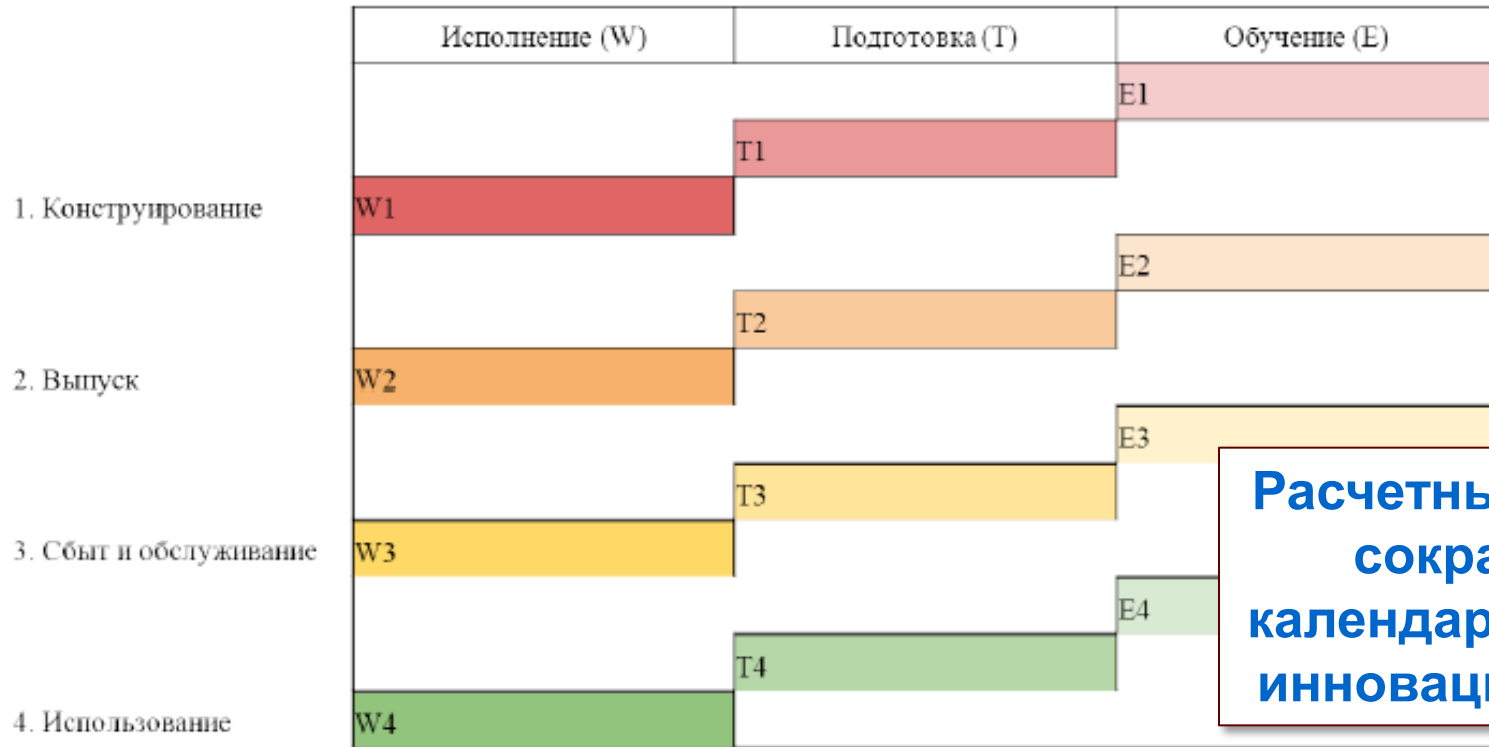 Исполнение (W) Подготовка (T) Обучение (E)
E1
T1
1. Конструирование W1
E2
T2
2. Выпуск W2
E3
T3
3. Сбыт и обслуживание W3
E4
T4
4. Использование W4